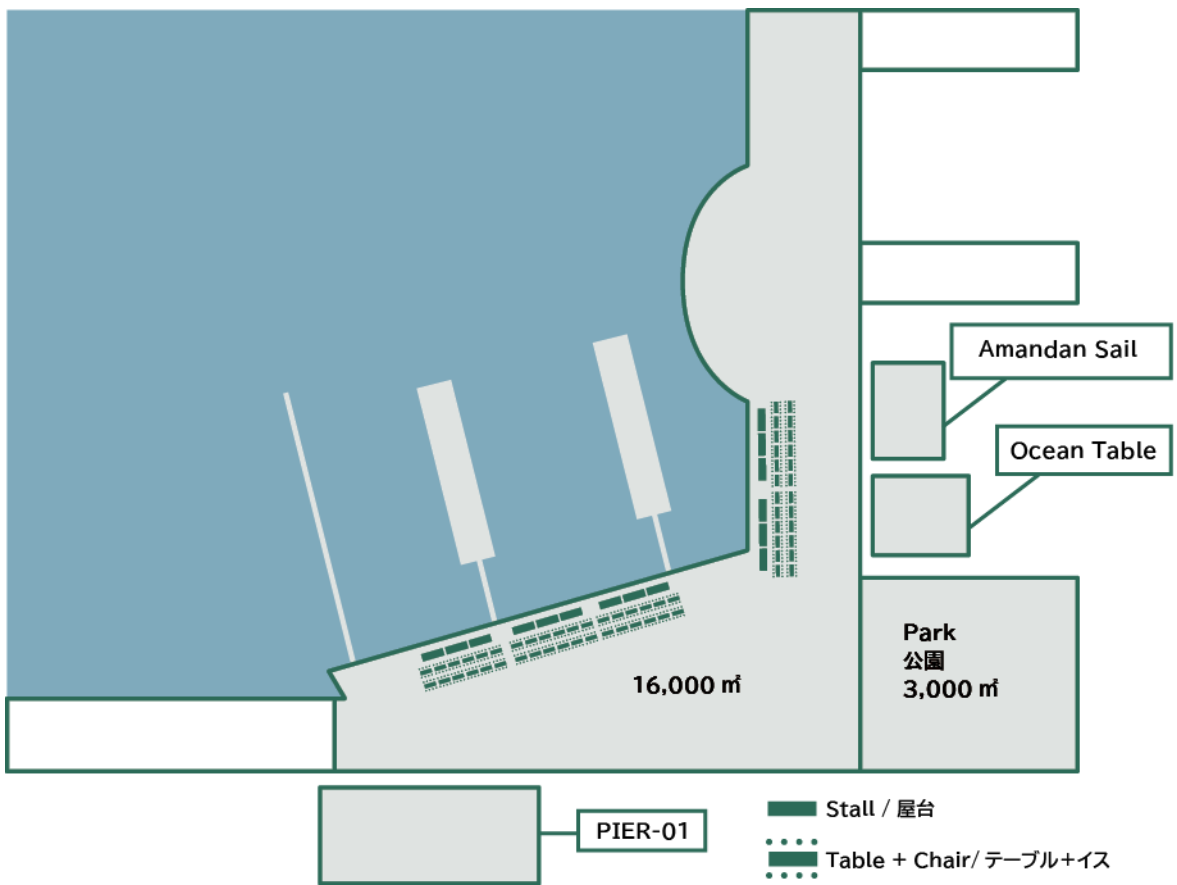 Amandan Sail
Ocean Table
Park
公園
3,000 ㎡
16,000 ㎡
PIER-01
Stall / 屋台
Table + Chair/ テーブル+イス